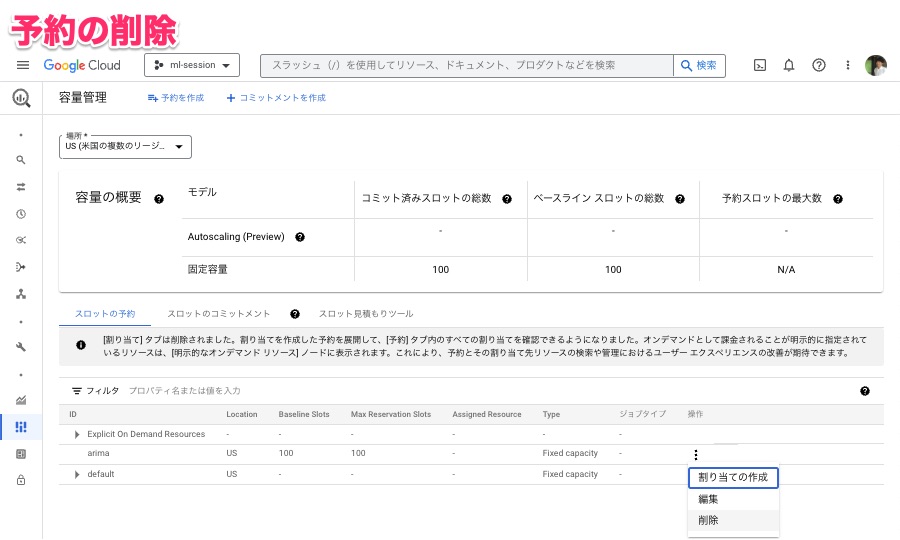 予約の削除
Google Cloud
ml-session
スラッシュ（/）を使用してリソース、ドキュメント、プロダクトなどを検索
検索
容量管理
予約を作成
コミットメントを作成
場所 *
US (米国の複数のリージ...
容量の概要
モデル
コミット済みスロットの総数
ベースライン スロットの総数
予約スロットの最大数
Autoscaling (Preview)
-
-
-
固定容量
100
100
N/A
スロットの予約
スロットのコミットメント
スロット見積もりツール
[割り当て] タブは削除されました。割り当てを作成した予約を展開して、[予約] タブ内のすべての割り当てを確認できるようになりました。オンデマンドとして課金されることが明示的に指定されて
いるリソースは、[明示的なオンデマンド リソース] ノードに表示されます。これにより、予約とその割り当て先リソースの検索や管理におけるユーザー エクスペリエンスの改善が期待できます。
フィルタ プロパティ名または値を入力
ID Location Baseline Slots Max Reservation Slots Assigned Resource Type ジョブタイプ 操作
Explicit On Demand Resources - - - - - -
arima US 100 100 - Fixed capacity -
default US - - - Fixed capacity -
割り当ての作成
編集
削除